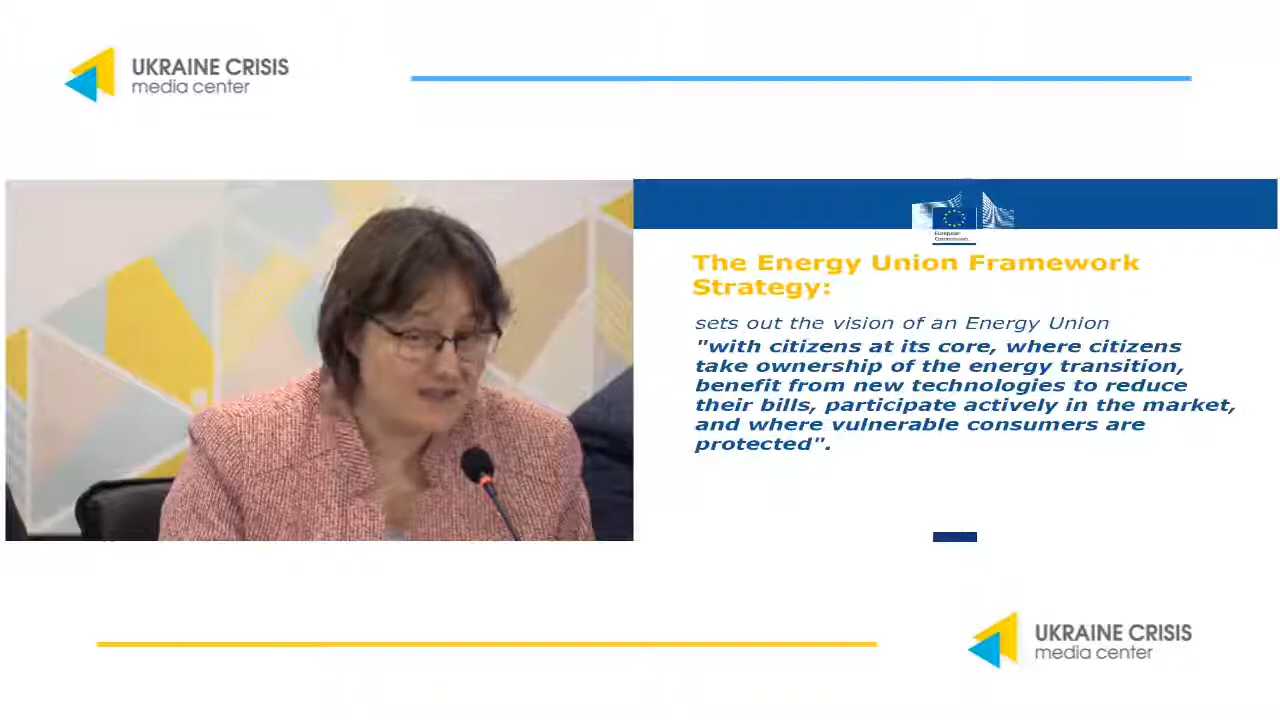 UKRAINE CRISIS
media center
European
Commission
The Energy Union Framework
Strategy:
sets out the vision of an Energy Union
"with citizens at its core, where citizens
take ownership of the energy transition,
benefit from new technologies to reduce
their bills, participate actively in the market,
and where vulnerable consumers are
protected".
UKRAINE CRISIS
media center